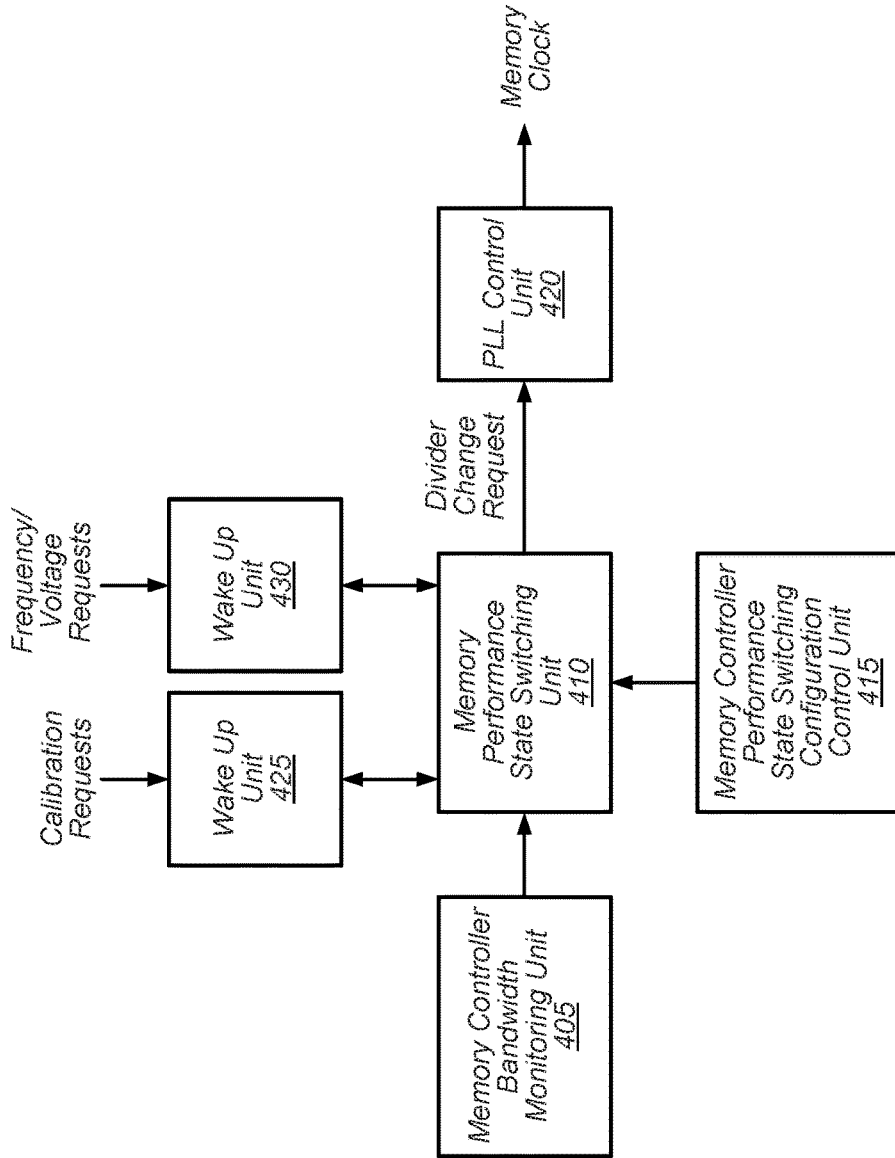 Calibration
Requests
Frequency/
Voltage
Requests
Wake Up
Unit
425
Wake Up
Unit
430
Memory Controller
Bandwidth
Monitoring Unit
405
Memory
Performance
State Switching
Unit
410
Divider
Change
Request
PLL Control
Unit
420
Memory
Clock
Memory Controller
Performance
State Switching
Configuration
Control Unit
415